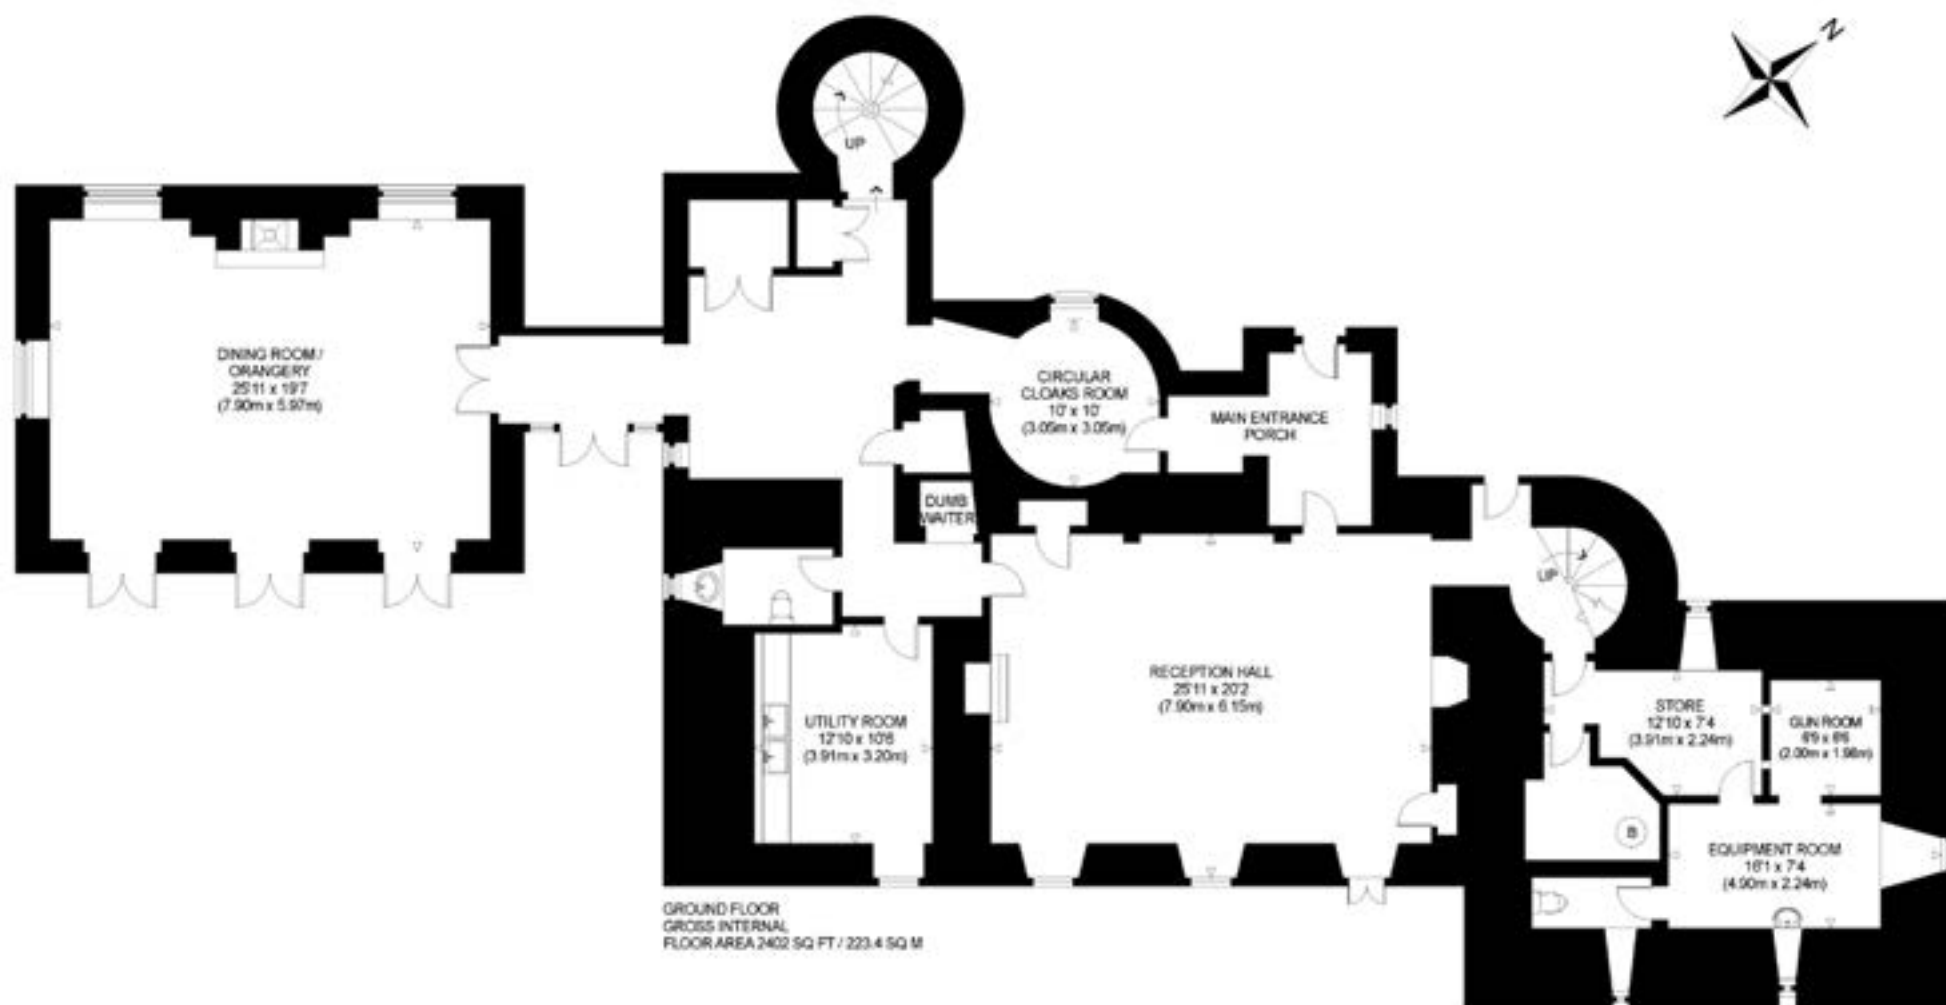 N
UP
DINING ROOM /
ORANGERY
25'11 x 19'7
(7.90m x 5.97m)
CIRCULAR
CLOAKS ROOM
10' x 10'
(3.05m x 3.05m)
MAIN ENTRANCE
PORCH
DUMB
WAITER
UP
RECEPTION HALL
25'11 x 20'2
(7.90m x 6.15m)
UTILITY ROOM
12'10 x 10'6
(3.91m x 3.20m)
STORE
12'10 x 7'4
(3.91m x 2.24m)
GUN ROOM
6'9 x 6'6
(2.00m x 1.98m)
B
EQUIPMENT ROOM
16'1 x 7'4
(4.90m x 2.24m)
GROUND FLOOR
GROSS INTERNAL
FLOOR AREA 2402 SQ FT / 223.4 SQ M